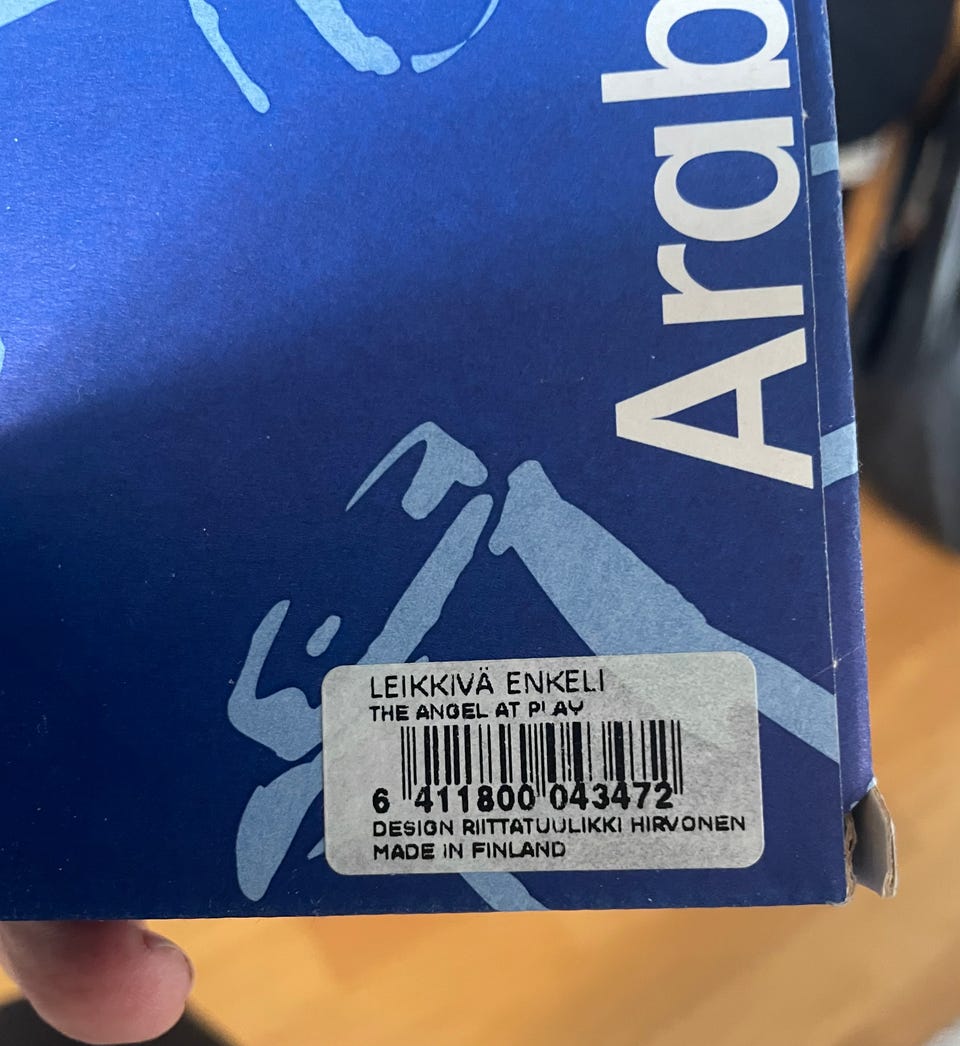 Arab
LEIKKIVÄ ENKELI
THE ANGEL AT PLAY
6 411800 043472
DESIGN RIITTATUULIKKI HIRVONEN
MADE IN FINLAND